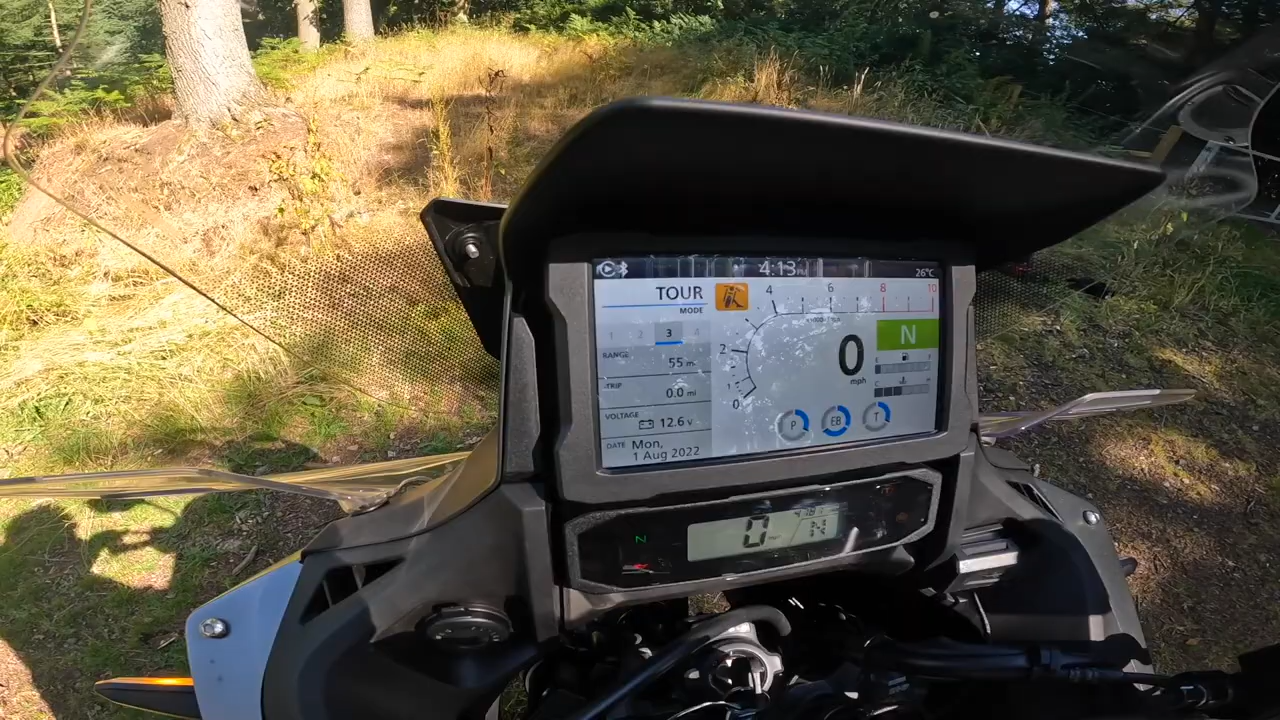 4:13 PM
26°C
TOUR
MODE
1 2 3 4
RANGE
55 mi
TRIP
0.0 mi
VOLTAGE
12.6 V
DATE
Mon,
1 Aug 2022
0 1 2 4 6 8 10
0
mph
N
E F
C H
P EB T
N
0 N